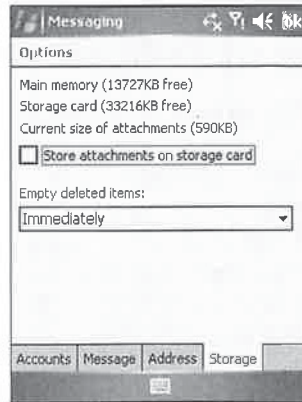 Messaging
ok
Options
Main memory (13727KB free)
Storage card (33216KB free)
Current size of attachments (590KB)
Store attachments on storage card
Empty deleted items:
Immediately
Accounts Message Address Storage